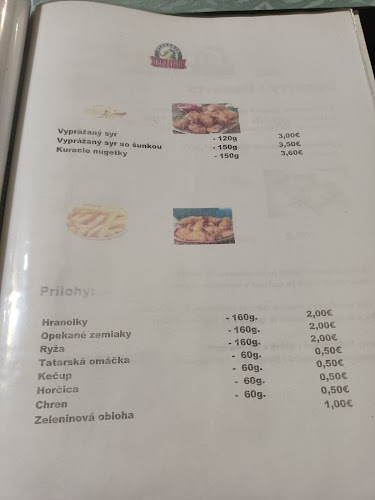 Vyprážaný syr - 120g 3,00€
Vyprážaný syr so šunkou - 150g 3,50€
Kuracie nugetky - 150g 3,60€
Prílohy:
Hranolky - 160g. 2,00€
Opekané zemiaky - 160g. 2,00€
Ryža - 160g. 2,00€
Tatarská omáčka - 60g. 0,50€
Kečup - 60g. 0,50€
Horčica - 60g. 0,50€
Chren - 60g. 0,50€
Zeleninová obloha 1,00€